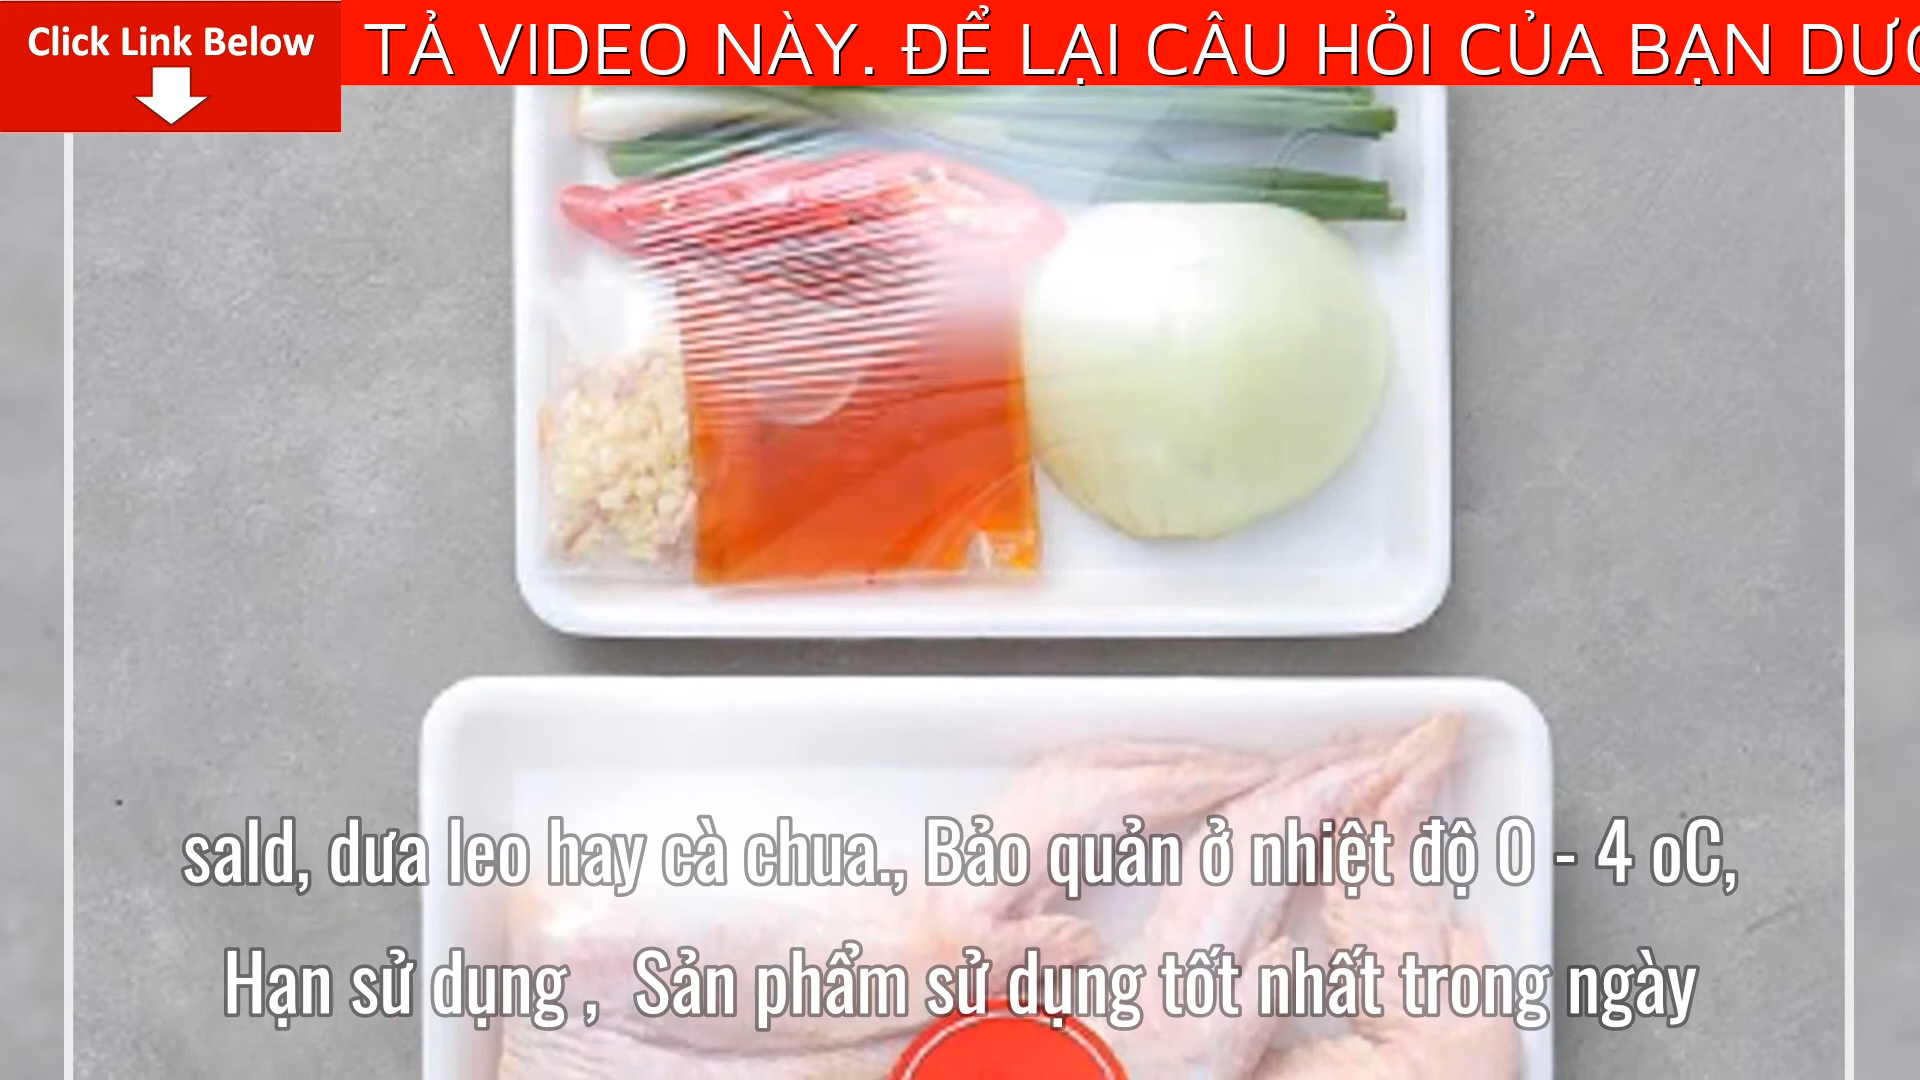 Click Link Below
TẢ VIDEO NÀY. ĐỂ LẠI CÂU HỎI CỦA BẠN
sald, dưa leo hay cà chua., Bảo quản ở nhiệt độ 0 - 4 oC,
Hạn sử dụng ,  Sản phẩm sử dụng tốt nhất trong ngày